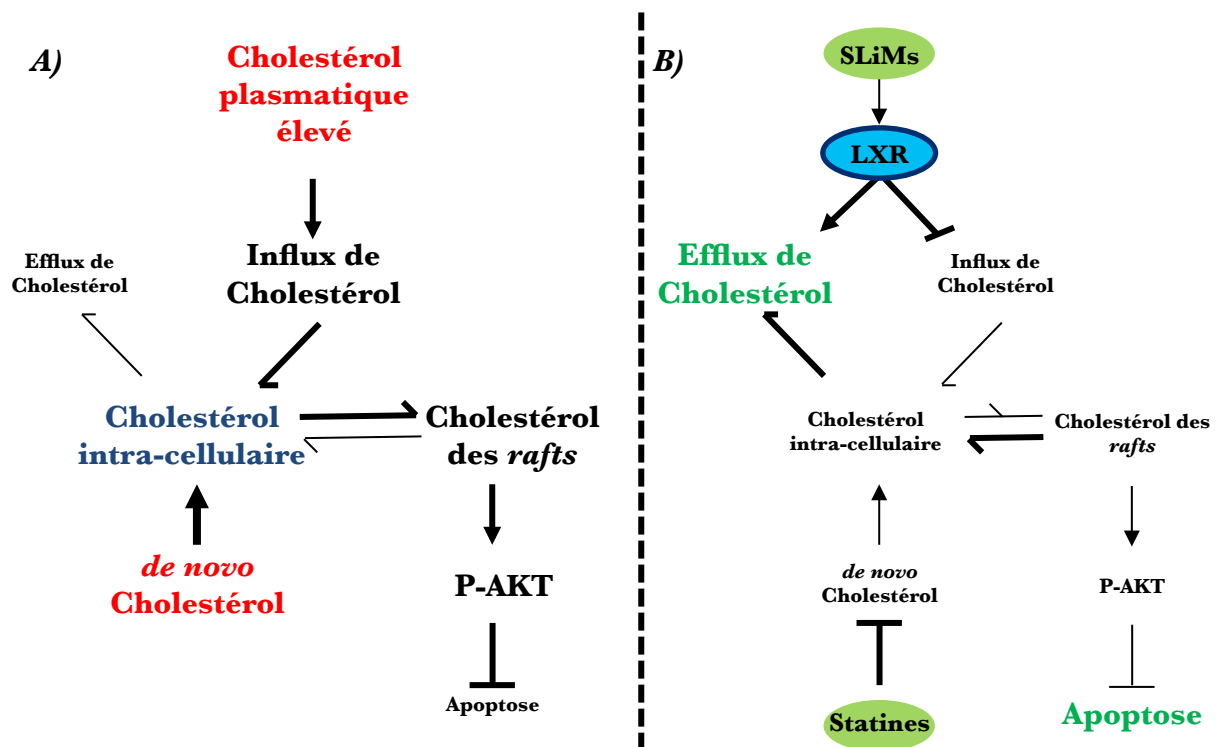 A)
Cholestérol
plasmatique
élevé
Efflux de
Cholestérol
Influx de
Cholestérol
Cholestérol
intra-cellulaire
Cholestérol
des rafts
de novo
Cholestérol
P-AKT
Apoptose
B)
SLiMs
LXR
Efflux de
Cholestérol
Influx de
Cholestérol
Cholestérol
intra-cellulaire
Cholestérol des
rafts
de novo
Cholestérol
P-AKT
Statines
Apoptose